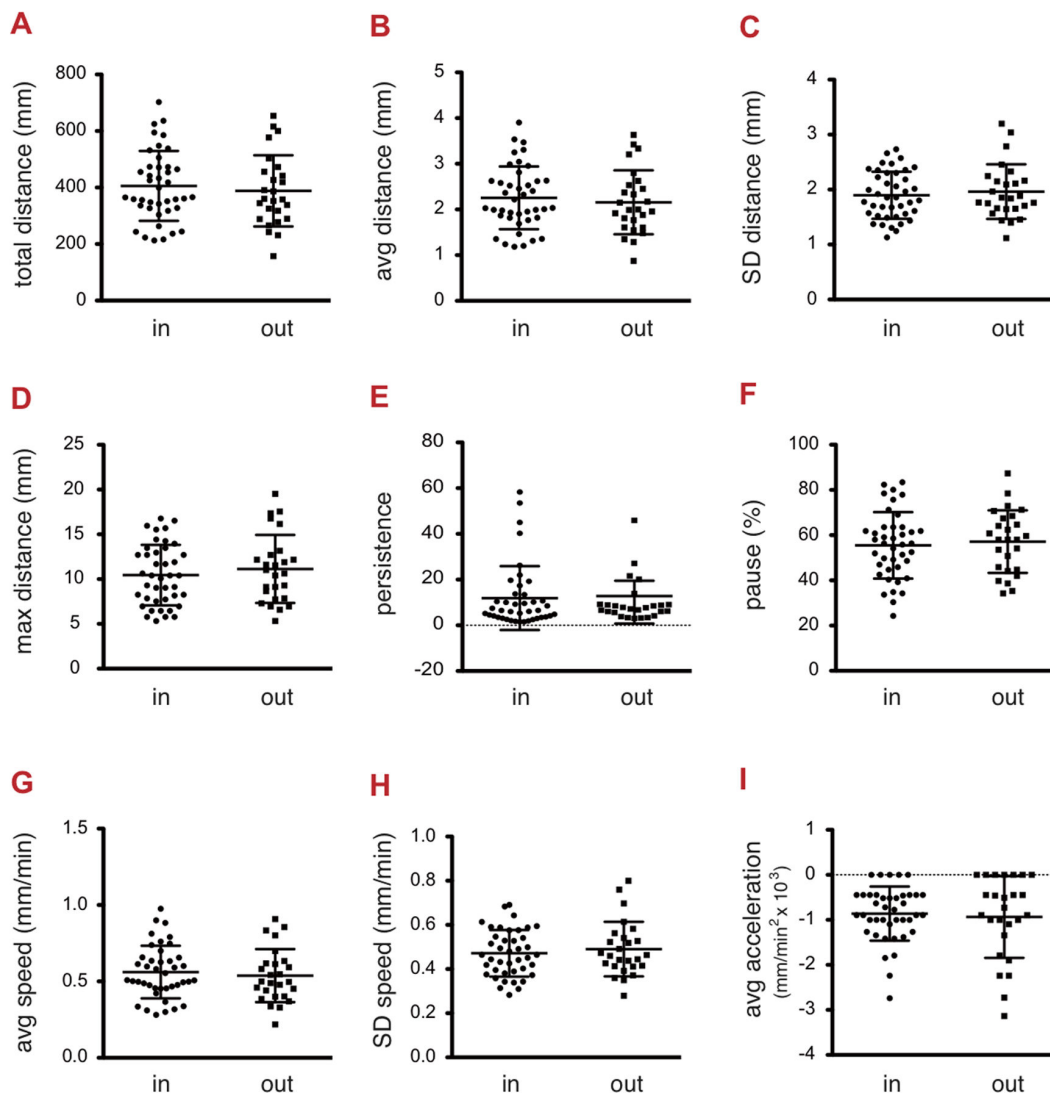 A
total distance (mm)
800
600
400
200
0
in out
B
avg distance (mm)
5
4
3
2
1
0
in out
C
SD distance (mm)
4
3
2
1
0
in out
D
max distance (mm)
25
20
15
10
5
0
in out
E
persistence
80
60
40
20
0
-20
in out
F
pause (%)
100
80
60
40
20
0
in out
G
avg speed (mm/min)
1.5
1.0
0.5
0.0
in out
H
SD speed (mm/min)
1.0
0.8
0.6
0.4
0.2
0.0
in out
I
avg acceleration
(mm/min² x 10³)
1
0
-1
-2
-3
-4
in out